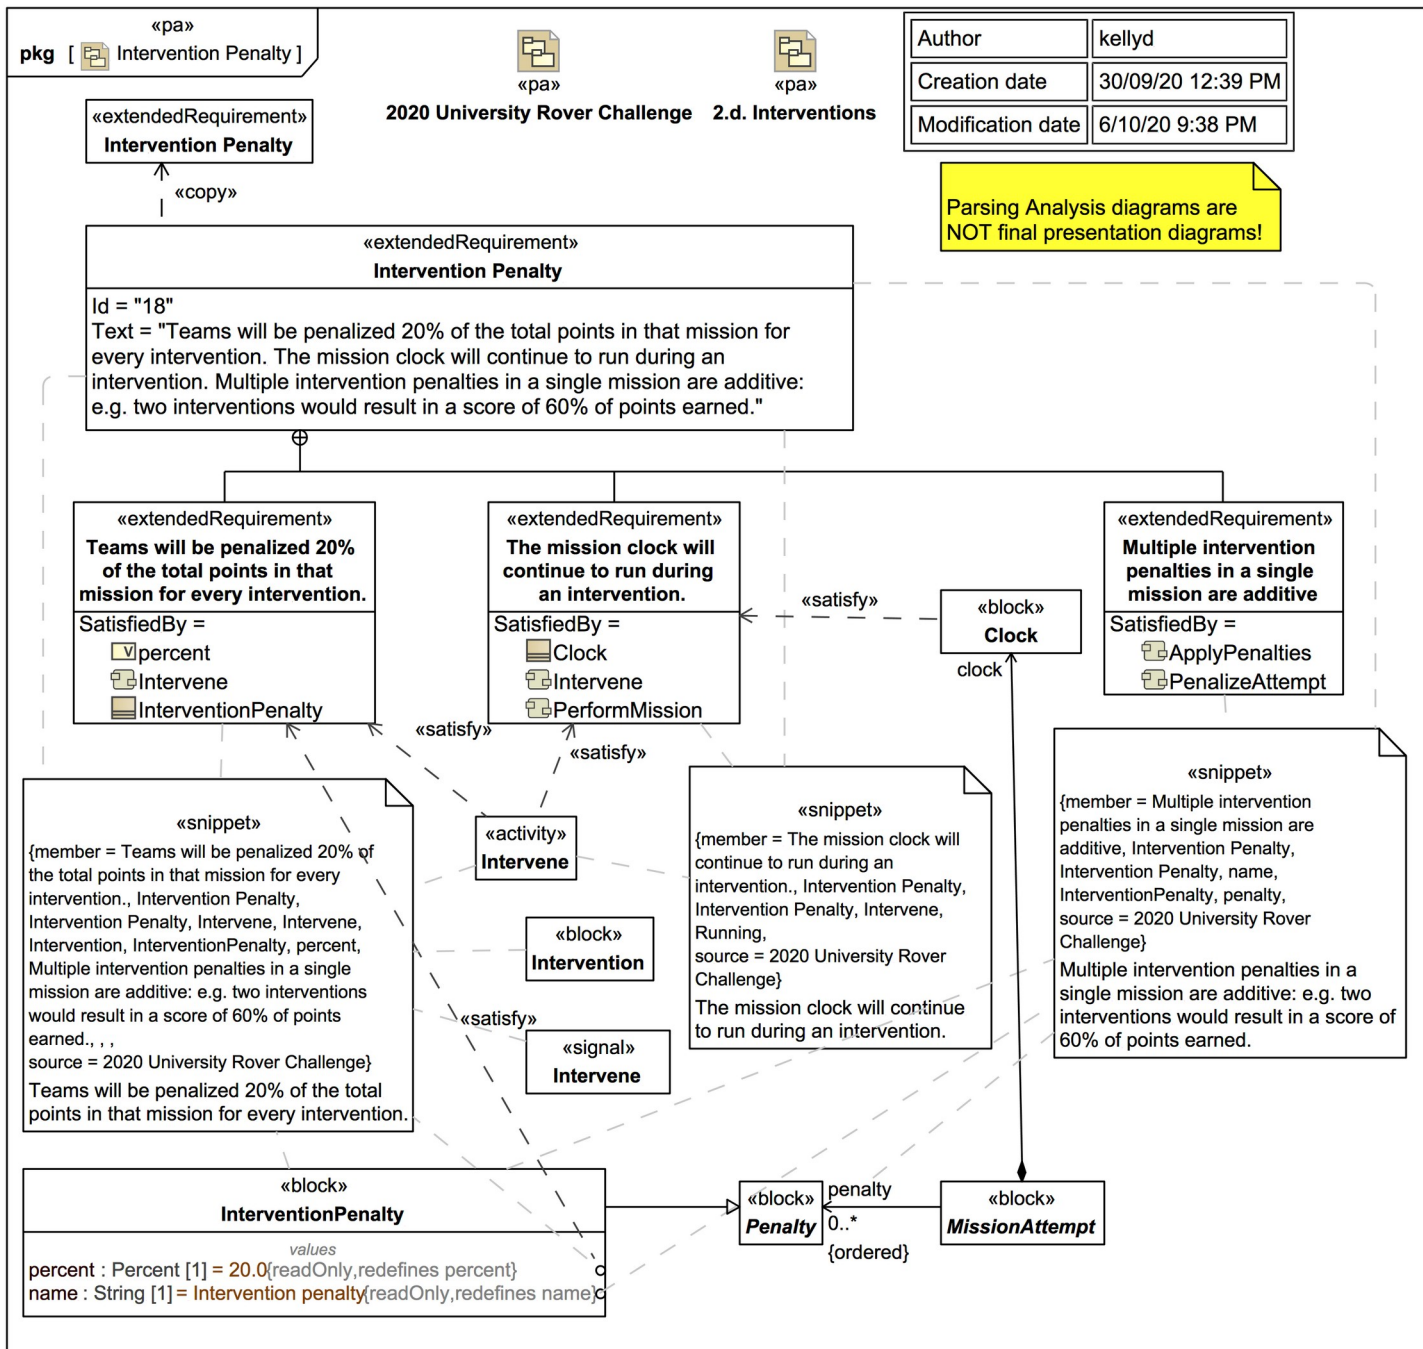 «pa»
pkg [ Intervention Penalty ]
«pa»
2020 University Rover Challenge
«pa»
2.d. Interventions
Author kellyd
Creation date 30/09/20 12:39 PM
Modification date 6/10/20 9:38 PM
Parsing Analysis diagrams are
NOT final presentation diagrams!
«extendedRequirement»
Intervention Penalty
«copy»
«extendedRequirement»
Intervention Penalty
Id = "18"
Text = "Teams will be penalized 20% of the total points in that mission for
every intervention. The mission clock will continue to run during an
intervention. Multiple intervention penalties in a single mission are additive:
e.g. two interventions would result in a score of 60% of points earned."
«extendedRequirement»
Teams will be penalized 20%
of the total points in that
mission for every intervention.
SatisfiedBy =
V percent
Intervene
InterventionPenalty
«extendedRequirement»
The mission clock will
continue to run during
an intervention.
SatisfiedBy =
Clock
Intervene
PerformMission
«satisfy»
«block»
Clock
clock
«extendedRequirement»
Multiple intervention
penalties in a single
mission are additive
SatisfiedBy =
ApplyPenalties
PenalizeAttempt
«satisfy»
«satisfy»
«snippet»
{member = Teams will be penalized 20% of
the total points in that mission for every
intervention., Intervention Penalty,
Intervention Penalty, Intervene, Intervene,
Intervention, InterventionPenalty, percent,
Multiple intervention penalties in a single
mission are additive: e.g. two interventions
would result in a score of 60% of points
earned., , ,
source = 2020 University Rover Challenge}
Teams will be penalized 20% of the total
points in that mission for every intervention.
«activity»
Intervene
«block»
Intervention
«satisfy»
«signal»
Intervene
«snippet»
{member = The mission clock will
continue to run during an
intervention., Intervention Penalty,
Intervention Penalty, Intervene,
Running,
source = 2020 University Rover
Challenge}
The mission clock will continue
to run during an intervention.
«snippet»
{member = Multiple intervention
penalties in a single mission are
additive, Intervention Penalty,
Intervention Penalty, name,
InterventionPenalty, penalty,
source = 2020 University Rover
Challenge}
Multiple intervention penalties in a
single mission are additive: e.g. two
interventions would result in a score of
60% of points earned.
«block»
InterventionPenalty
values
percent : Percent [1] = 20.0{readOnly,redefines percent}
name : String [1] = Intervention penalty{readOnly,redefines name}
«block»
Penalty
penalty
0..*
{ordered}
«block»
MissionAttempt